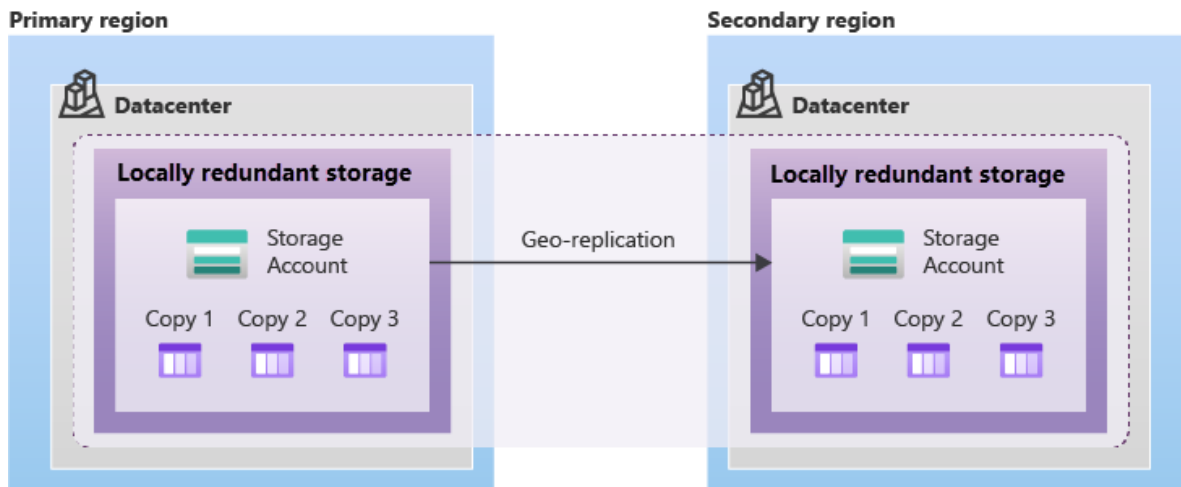 Primary region
Secondary region
Datacenter
Datacenter
Locally redundant storage
Locally redundant storage
Storage
Account
Geo-replication
Storage
Account
Copy 1 Copy 2 Copy 3
Copy 1 Copy 2 Copy 3